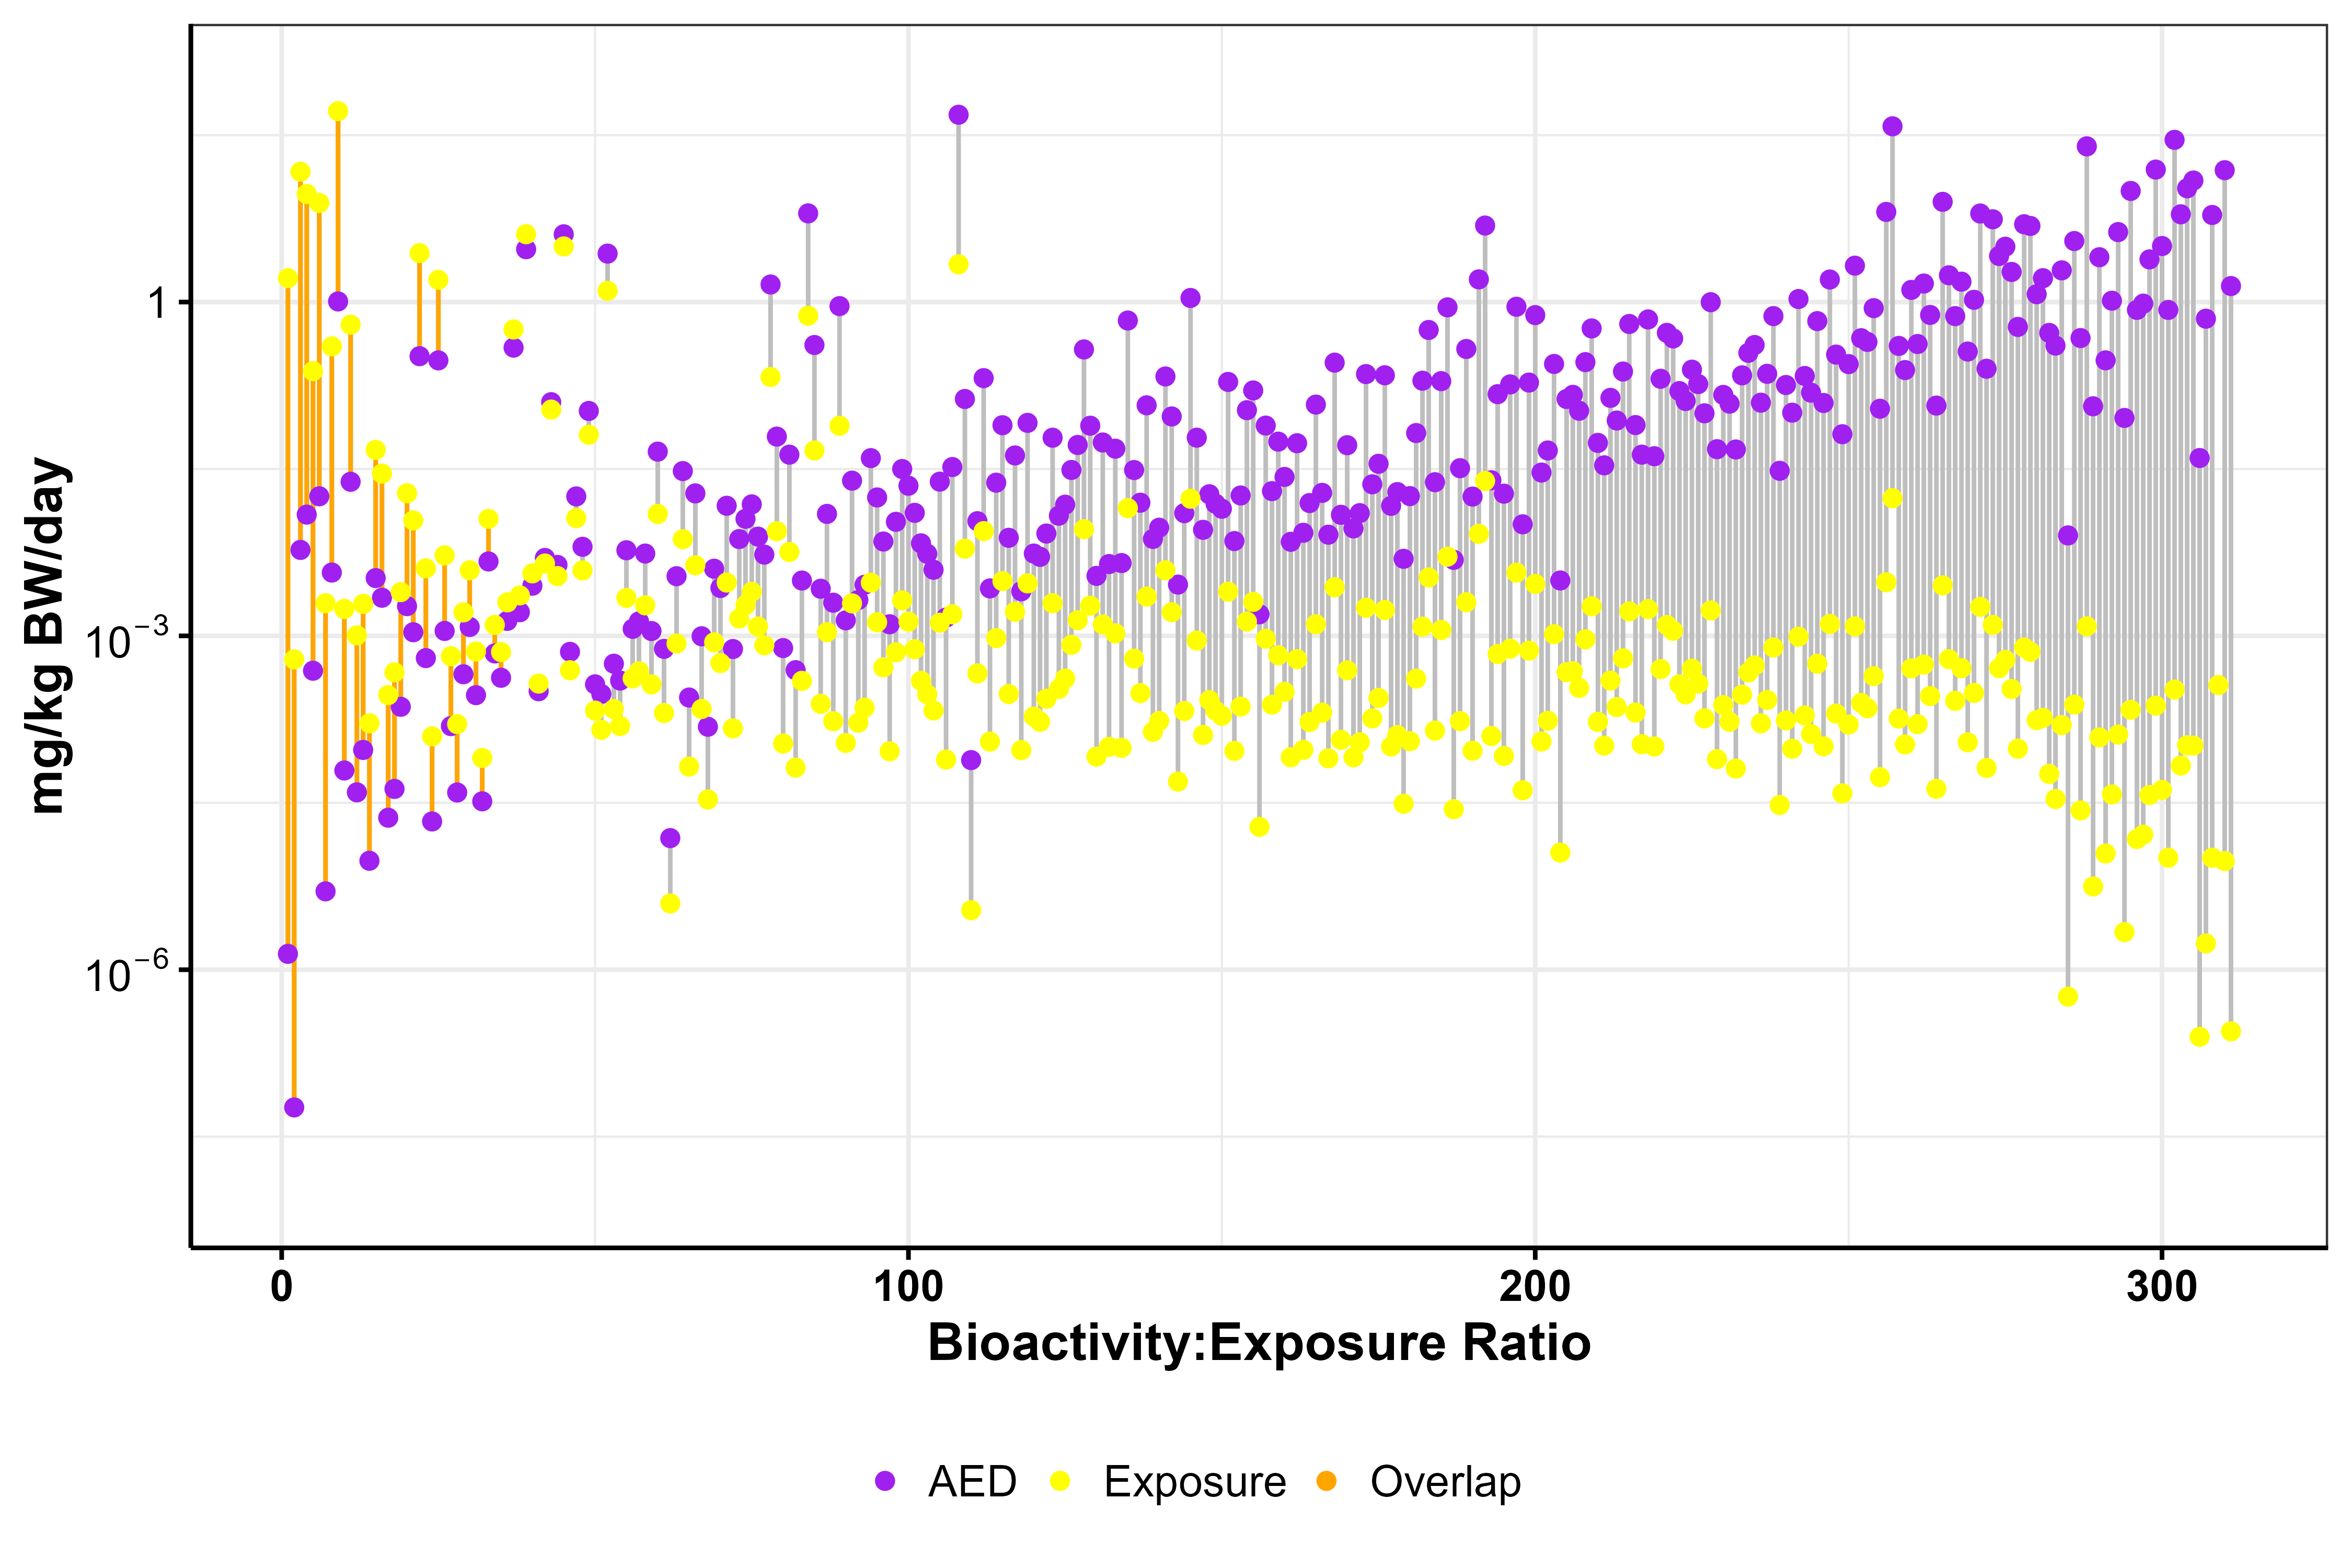 mg/kg BW/day
1
10⁻³
10⁻⁶
0 100 200 300
Bioactivity:Exposure Ratio
AED Exposure Overlap